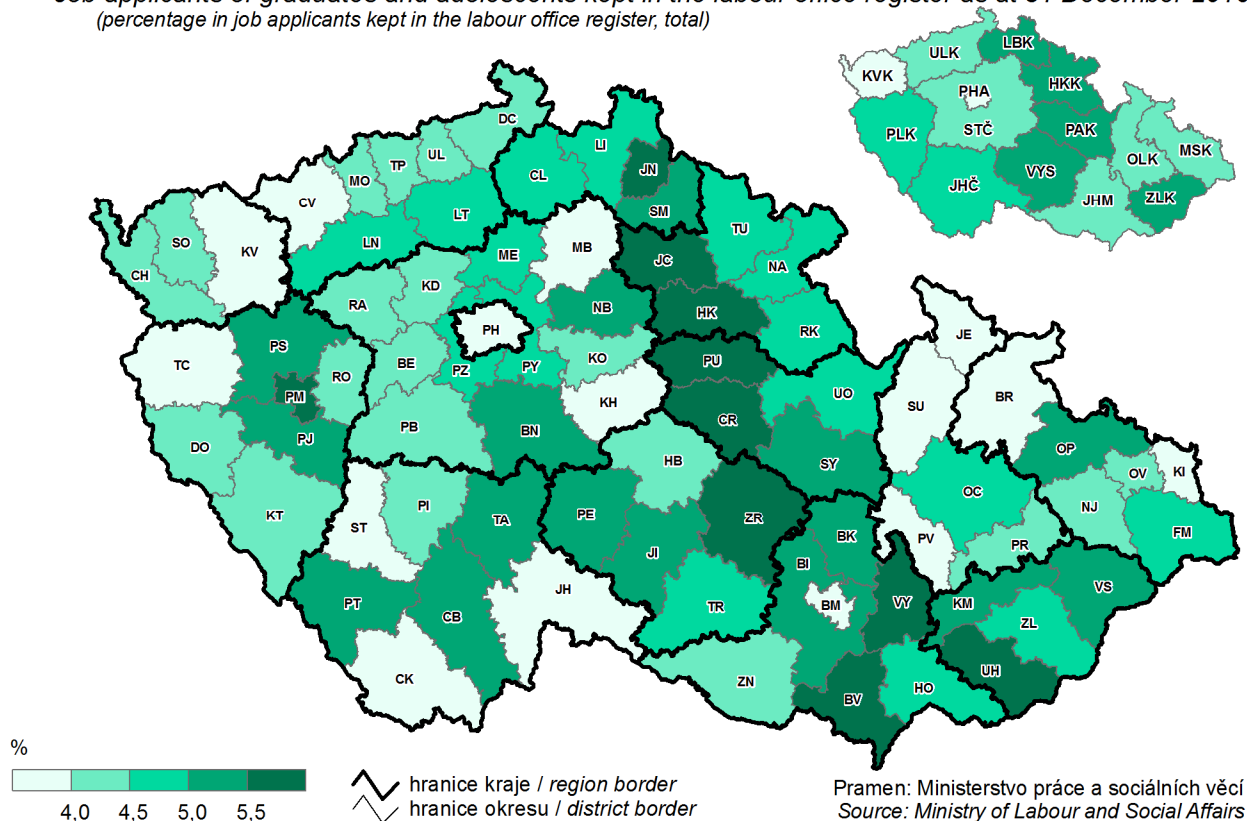 (percentage in job applicants kept in the labour office register, total)
LBK
ULK
KVK
HKK
PHA
STČ
PAK
PLK
MSK
OLK
VYS
JHČ
ZLK
JHM
DC
LI
UL
TP
JN
CL
MO
CV
SM
LT
TU
SO
LN
MB
KV
ME
JC
NA
CH
KD
RA
NB
HK
PH
RK
JE
PS
KO
PU
BE
TC
PY
PZ
RO
UO
PM
BR
KH
SU
CR
PB
BN
PJ
DO
OP
HB
SY
KI
OV
OC
PI
NJ
KT
ST
TA
PE
ZR
FM
BK
PV
PR
JI
BI
VS
JH
PT
BM
VY
KM
TR
CB
ZL
UH
CK
ZN
HO
BV
%
4,0 4,5 5,0 5,5
hranice kraje / region border
hranice okresu / district border
Pramen: Ministerstvo práce a sociálních věcí
Source: Ministry of Labour and Social Affairs